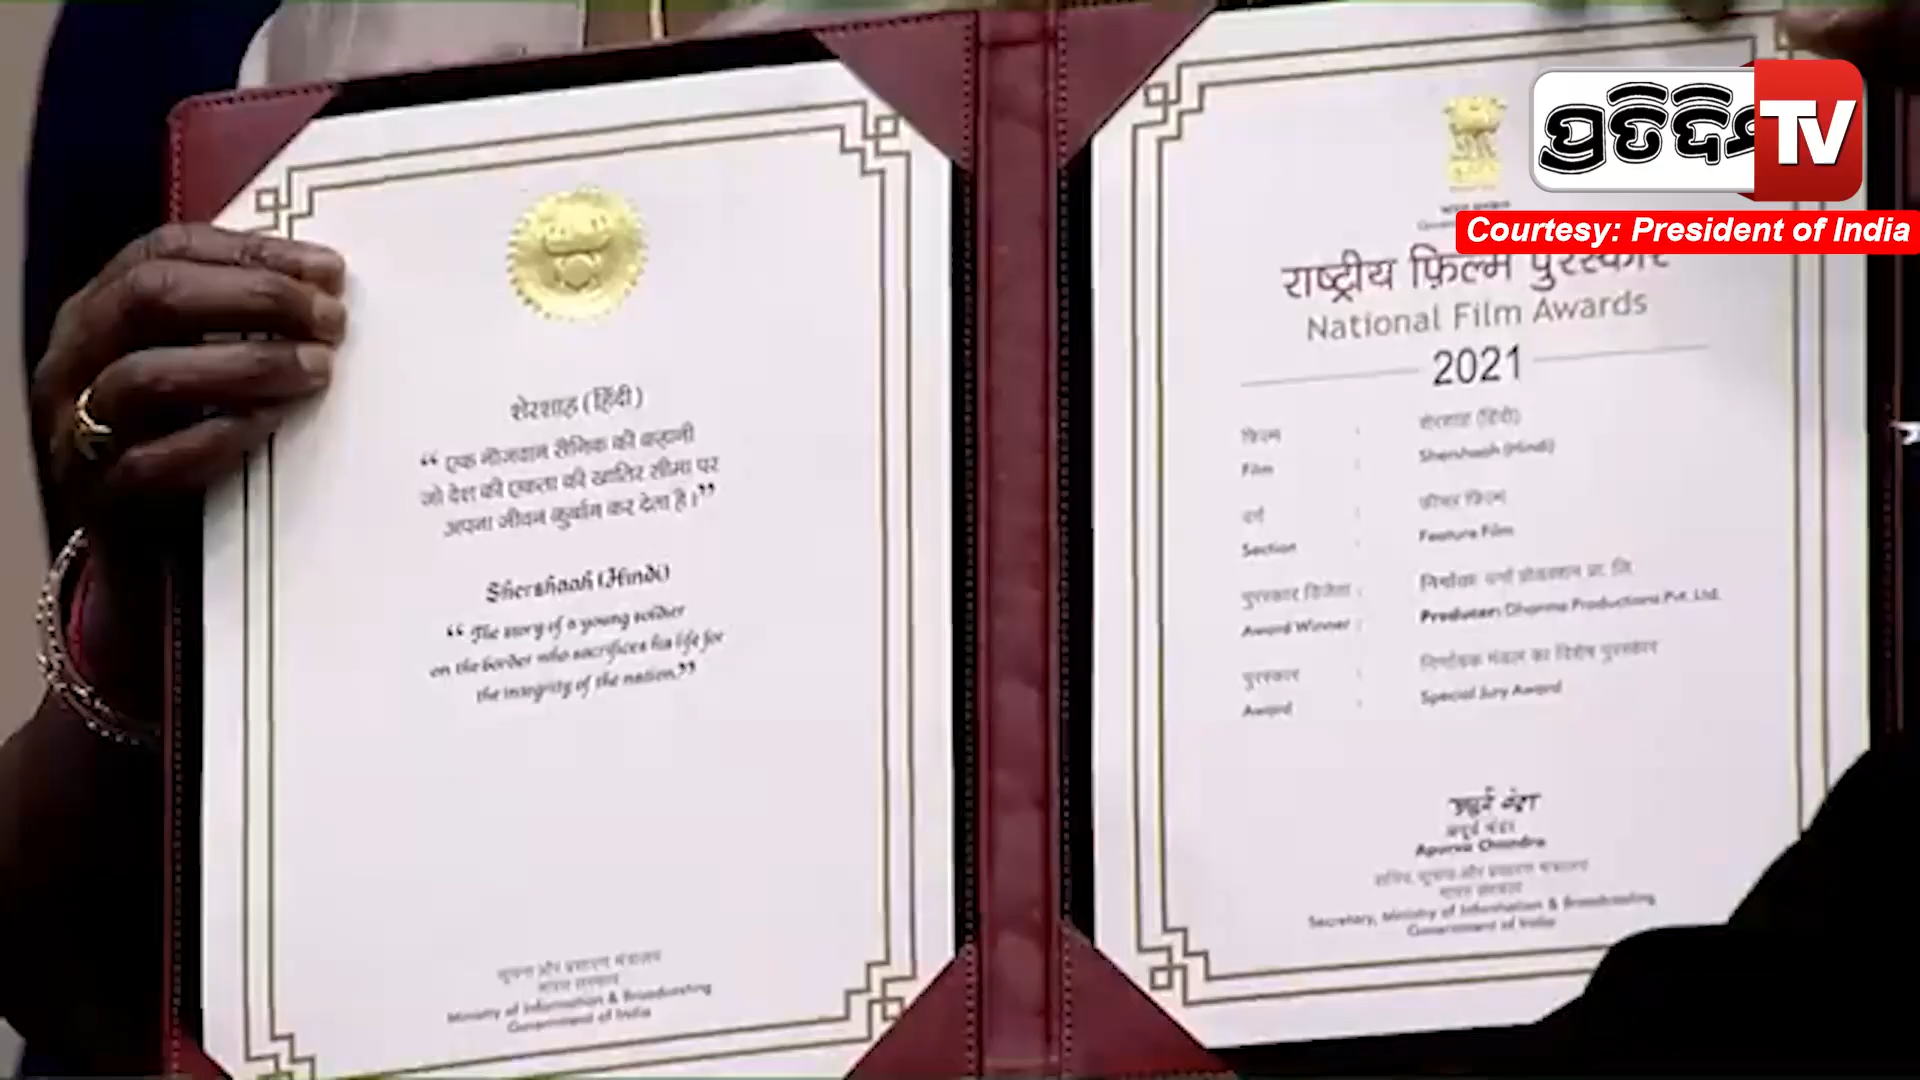 शेरशाह (हिंदी)
“ एक नौजवान सैनिक की कहानी
जो देश की एकता की खातिर सीमा पर
अपना जीवन कुर्बान कर देता है।”
Shershaah (Hindi)
“ The story of a young soldier
on the border who sacrifices his life for
the integrity of the nation.”
सूचना और प्रसारण मंत्रालय
भारत सरकार
Ministry of Information & Broadcasting
Government of India
TV
Courtesy: President of India
राष्ट्रीय फ़िल्म पुरस्कार
National Film Awards
2021
फिल्म : शेरशाह (हिंदी)
Film : Shershaah (Hindi)
वर्ग : फीचर फिल्म
Section : Feature Film
पुरस्कार विजेता : निर्माता: धर्मा प्रोडक्शन प्रा. लि.
Award Winner : Producer: Dharma Productions Pvt. Ltd.
पुरस्कार : निर्णायक मंडल का विशेष पुरस्कार
Award : Special Jury Award
अपूर्व चंद्रा
अपूर्व चंद्रा
Apurva Chandra
सचिव, सूचना और प्रसारण मंत्रालय
भारत सरकार
Secretary, Ministry of Information & Broadcasting
Government of India